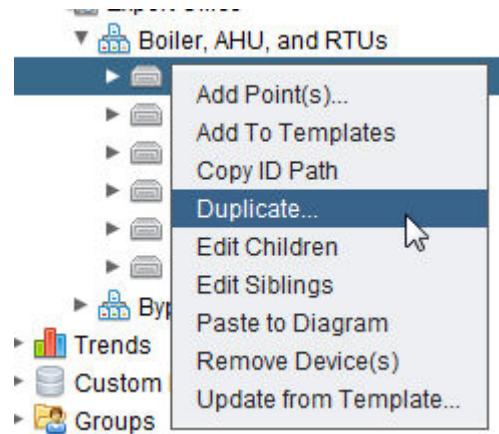 Boiler, AHU, and RTUs
Add Point(s)...
Add To Templates
Copy ID Path
Duplicate...
Edit Children
Edit Siblings
Paste to Diagram
Remove Device(s)
Update from Template...
Trends
Custom
Groups